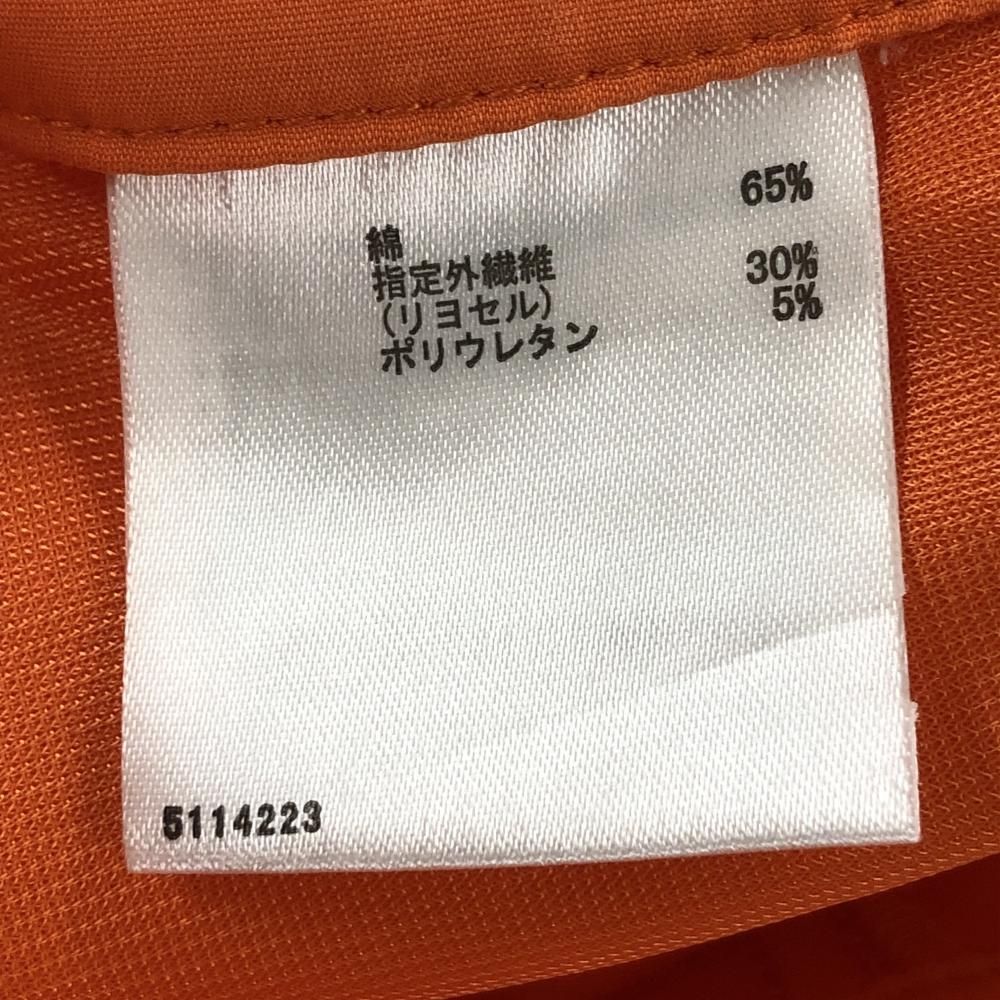 綿 65%
指定外繊維 30%
(リヨセル)
ポリウレタン 5%
5114223